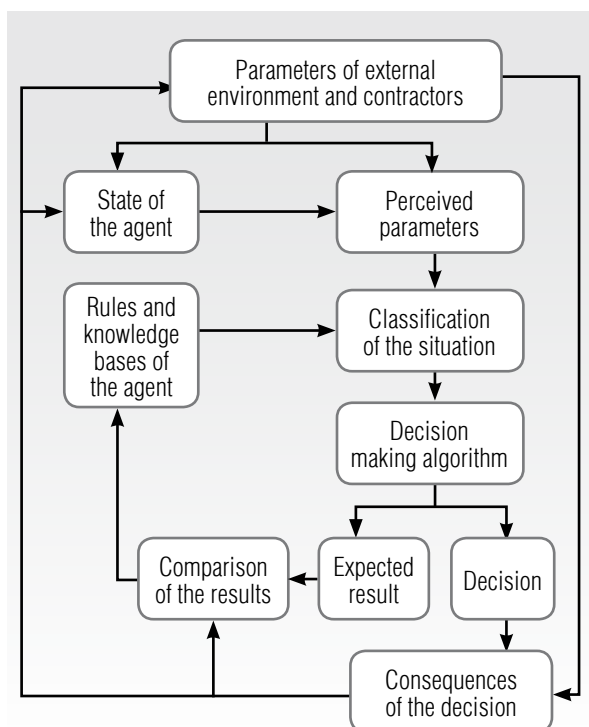 Parameters of external
environment and contractors
State of
the agent
Perceived
parameters
Rules and
knowledge
bases of
the agent
Classification
of the situation
Decision
making algorithm
Comparison
of the results
Expected
result
Decision
Consequences
of the decision